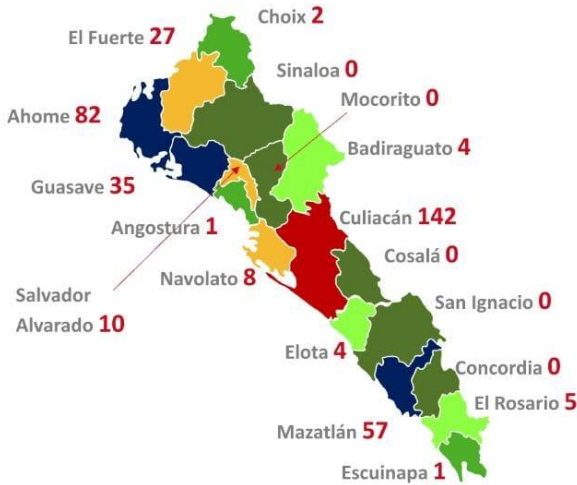 Choix 2
El Fuerte 27
Sinaloa 0
Mocorito 0
Ahome 82
Badiraguato 4
Guasave 35
Culiacán 142
Angostura 1
Cosalá 0
Navolato 8
Salvador
Alvarado 10
San Ignacio 0
Elota 4
Concordia 0
El Rosario 5
Mazatlán 57
Escuinapa 1